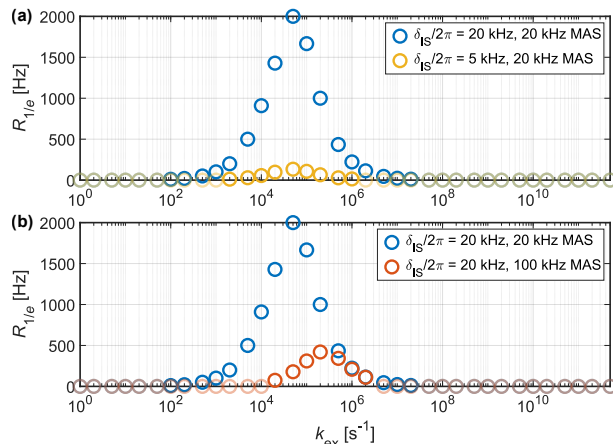 (a)
2000
1500
1000
500
0
R1/e [Hz]
δIS/2π = 20 kHz, 20 kHz MAS
δIS/2π = 5 kHz, 20 kHz MAS
10^0 10^2 10^4 10^6 10^8 10^10
(b)
2000
1500
1000
500
0
R1/e [Hz]
δIS/2π = 20 kHz, 20 kHz MAS
δIS/2π = 20 kHz, 100 kHz MAS
10^0 10^2 10^4 10^6 10^8 10^10
kex [s^-1]